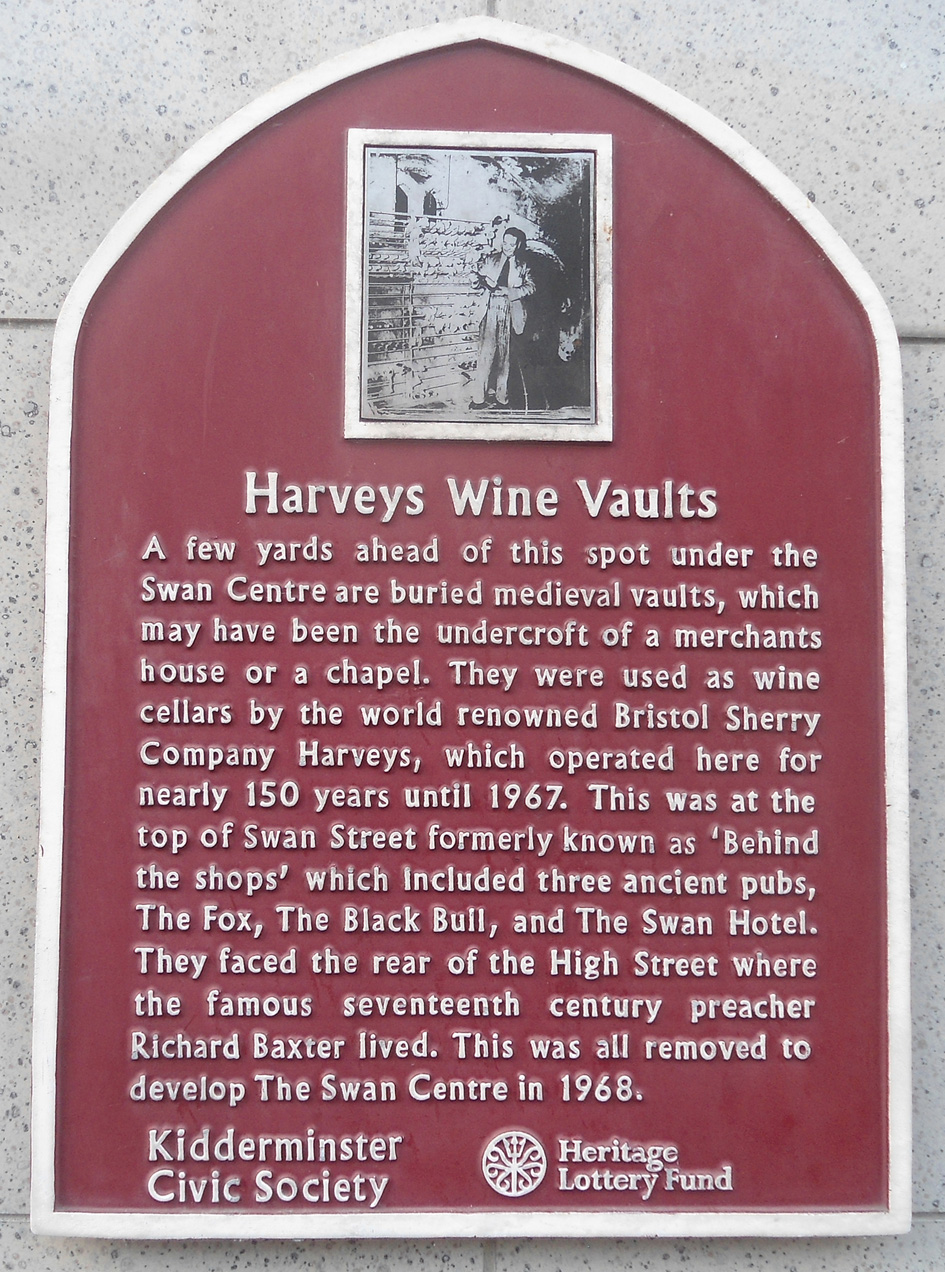 Harveys Wine Vaults
A few yards ahead of this spot under the
Swan Centre are buried medieval vaults, which
may have been the undercroft of a merchants
house or a chapel. They were used as wine
cellars by the world renowned Bristol Sherry
Company Harveys, which operated here for
nearly 150 years until 1967. This was at the
top of Swan Street formerly known as 'Behind
the shops' which included three ancient pubs,
The Fox, The Black Bull, and The Swan Hotel.
They faced the rear of the High Street where
the famous seventeenth century preacher
Richard Baxter lived. This was all removed to
develop The Swan Centre in 1968.
Kidderminster
Civic Society
Heritage
Lottery Fund